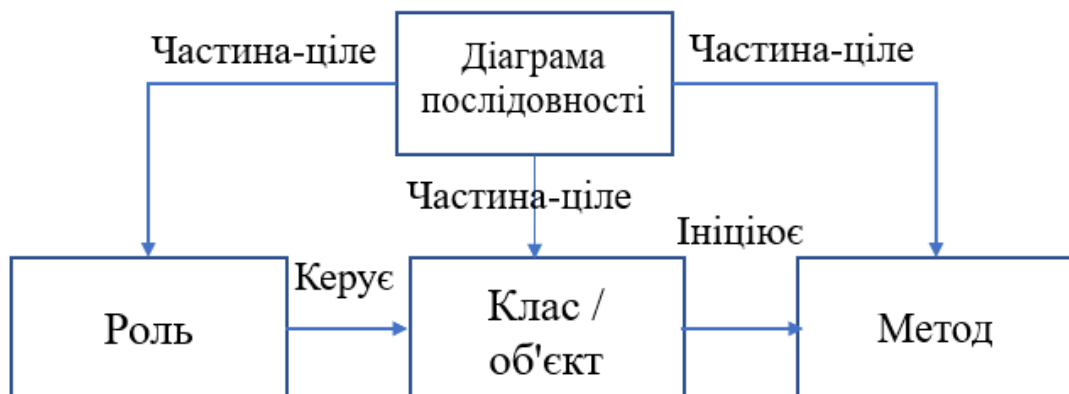 Частина-ціле
Діаграма
послідовності
Частина-ціле
Частина-ціле
Ініціює
Керує
Роль
Клас /
об'єкт
Метод